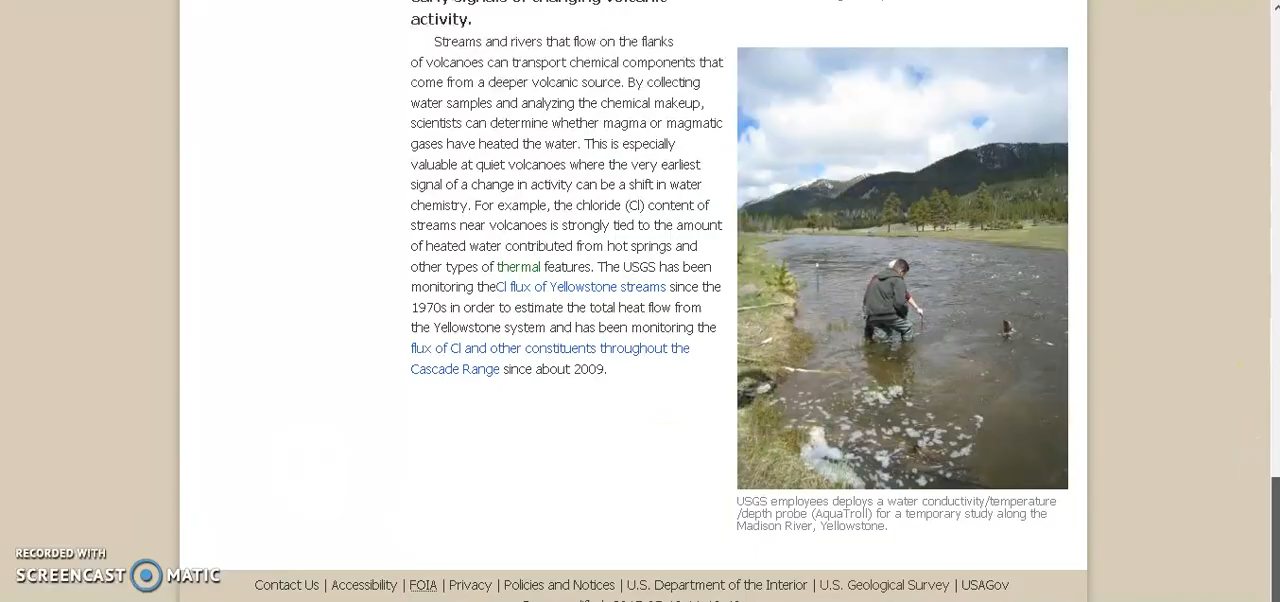 activity.
Streams and rivers that flow on the flanks
of volcanoes can transport chemical components that
come from a deeper volcanic source. By collecting
water samples and analyzing the chemical makeup,
scientists can determine whether magma or magmatic
gases have heated the water. This is especially
valuable at quiet volcanoes where the very earliest
signal of a change in activity can be a shift in water
chemistry. For example, the chloride (Cl) content of
streams near volcanoes is strongly tied to the amount
of heated water contributed from hot springs and
other types of thermal features. The USGS has been
monitoring theCl flux of Yellowstone streams since the
1970s in order to estimate the total heat flow from
the Yellowstone system and has been monitoring the
flux of Cl and other constituents throughout the
Cascade Range since about 2009.
USGS employees deploys a water conductivity/temperature
/depth probe (AquaTroll) for a temporary study along the
Madison River, Yellowstone.
RECORDED WITH
SCREENCAST MATIC
Contact Us | Accessibility | FOIA | Privacy | Policies and Notices | U.S. Department of the Interior | U.S. Geological Survey | USAGov